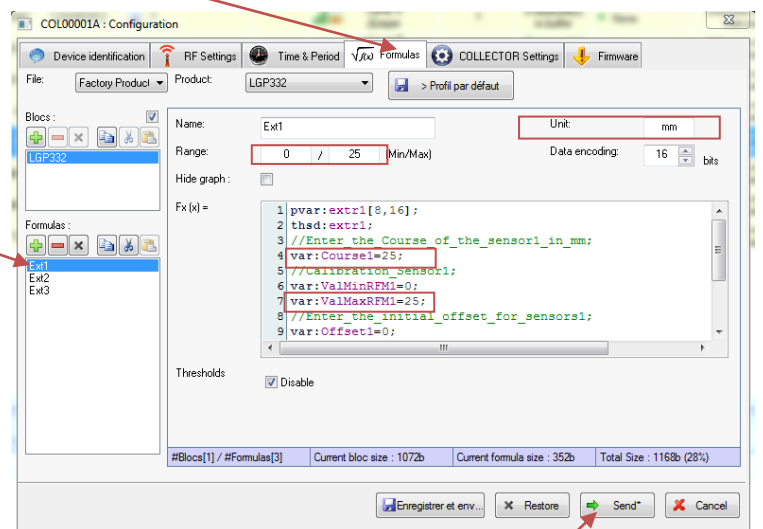 COL00001A : Configuration
Device identification RF Settings Time & Period √f(x) Formulas COLLECTOR Settings Firmware
File: Factory Product Product: LGP332 > Profil par défaut
Blocs :
LGP332
Name: Ext1 Unit: mm
Range: 0 / 25 (Min/Max) Data encoding: 16 bits
Hide graph :
Fx (x) =
1 pvar:extr1[8,16];
2 thsd:extr1;
3 //Enter_the_Course_of_the_sensor1_in_mm;
4 var:Course1=25;
5 //Calibration_Sensor1;
6 var:ValMinRFM1=0;
7 var:ValMaxRFM1=25;
8 //Enter_the_initial_offset_for_sensors1;
9 var:Offset1=0;
Formulas :
Ext1
Ext2
Ext3
Thresholds Disable
#Blocs[1] / #Formulas[3] Current bloc size : 1072b Current formula size : 352b Total Size : 1168b (28%)
Enregistrer et env... Restore Send* Cancel